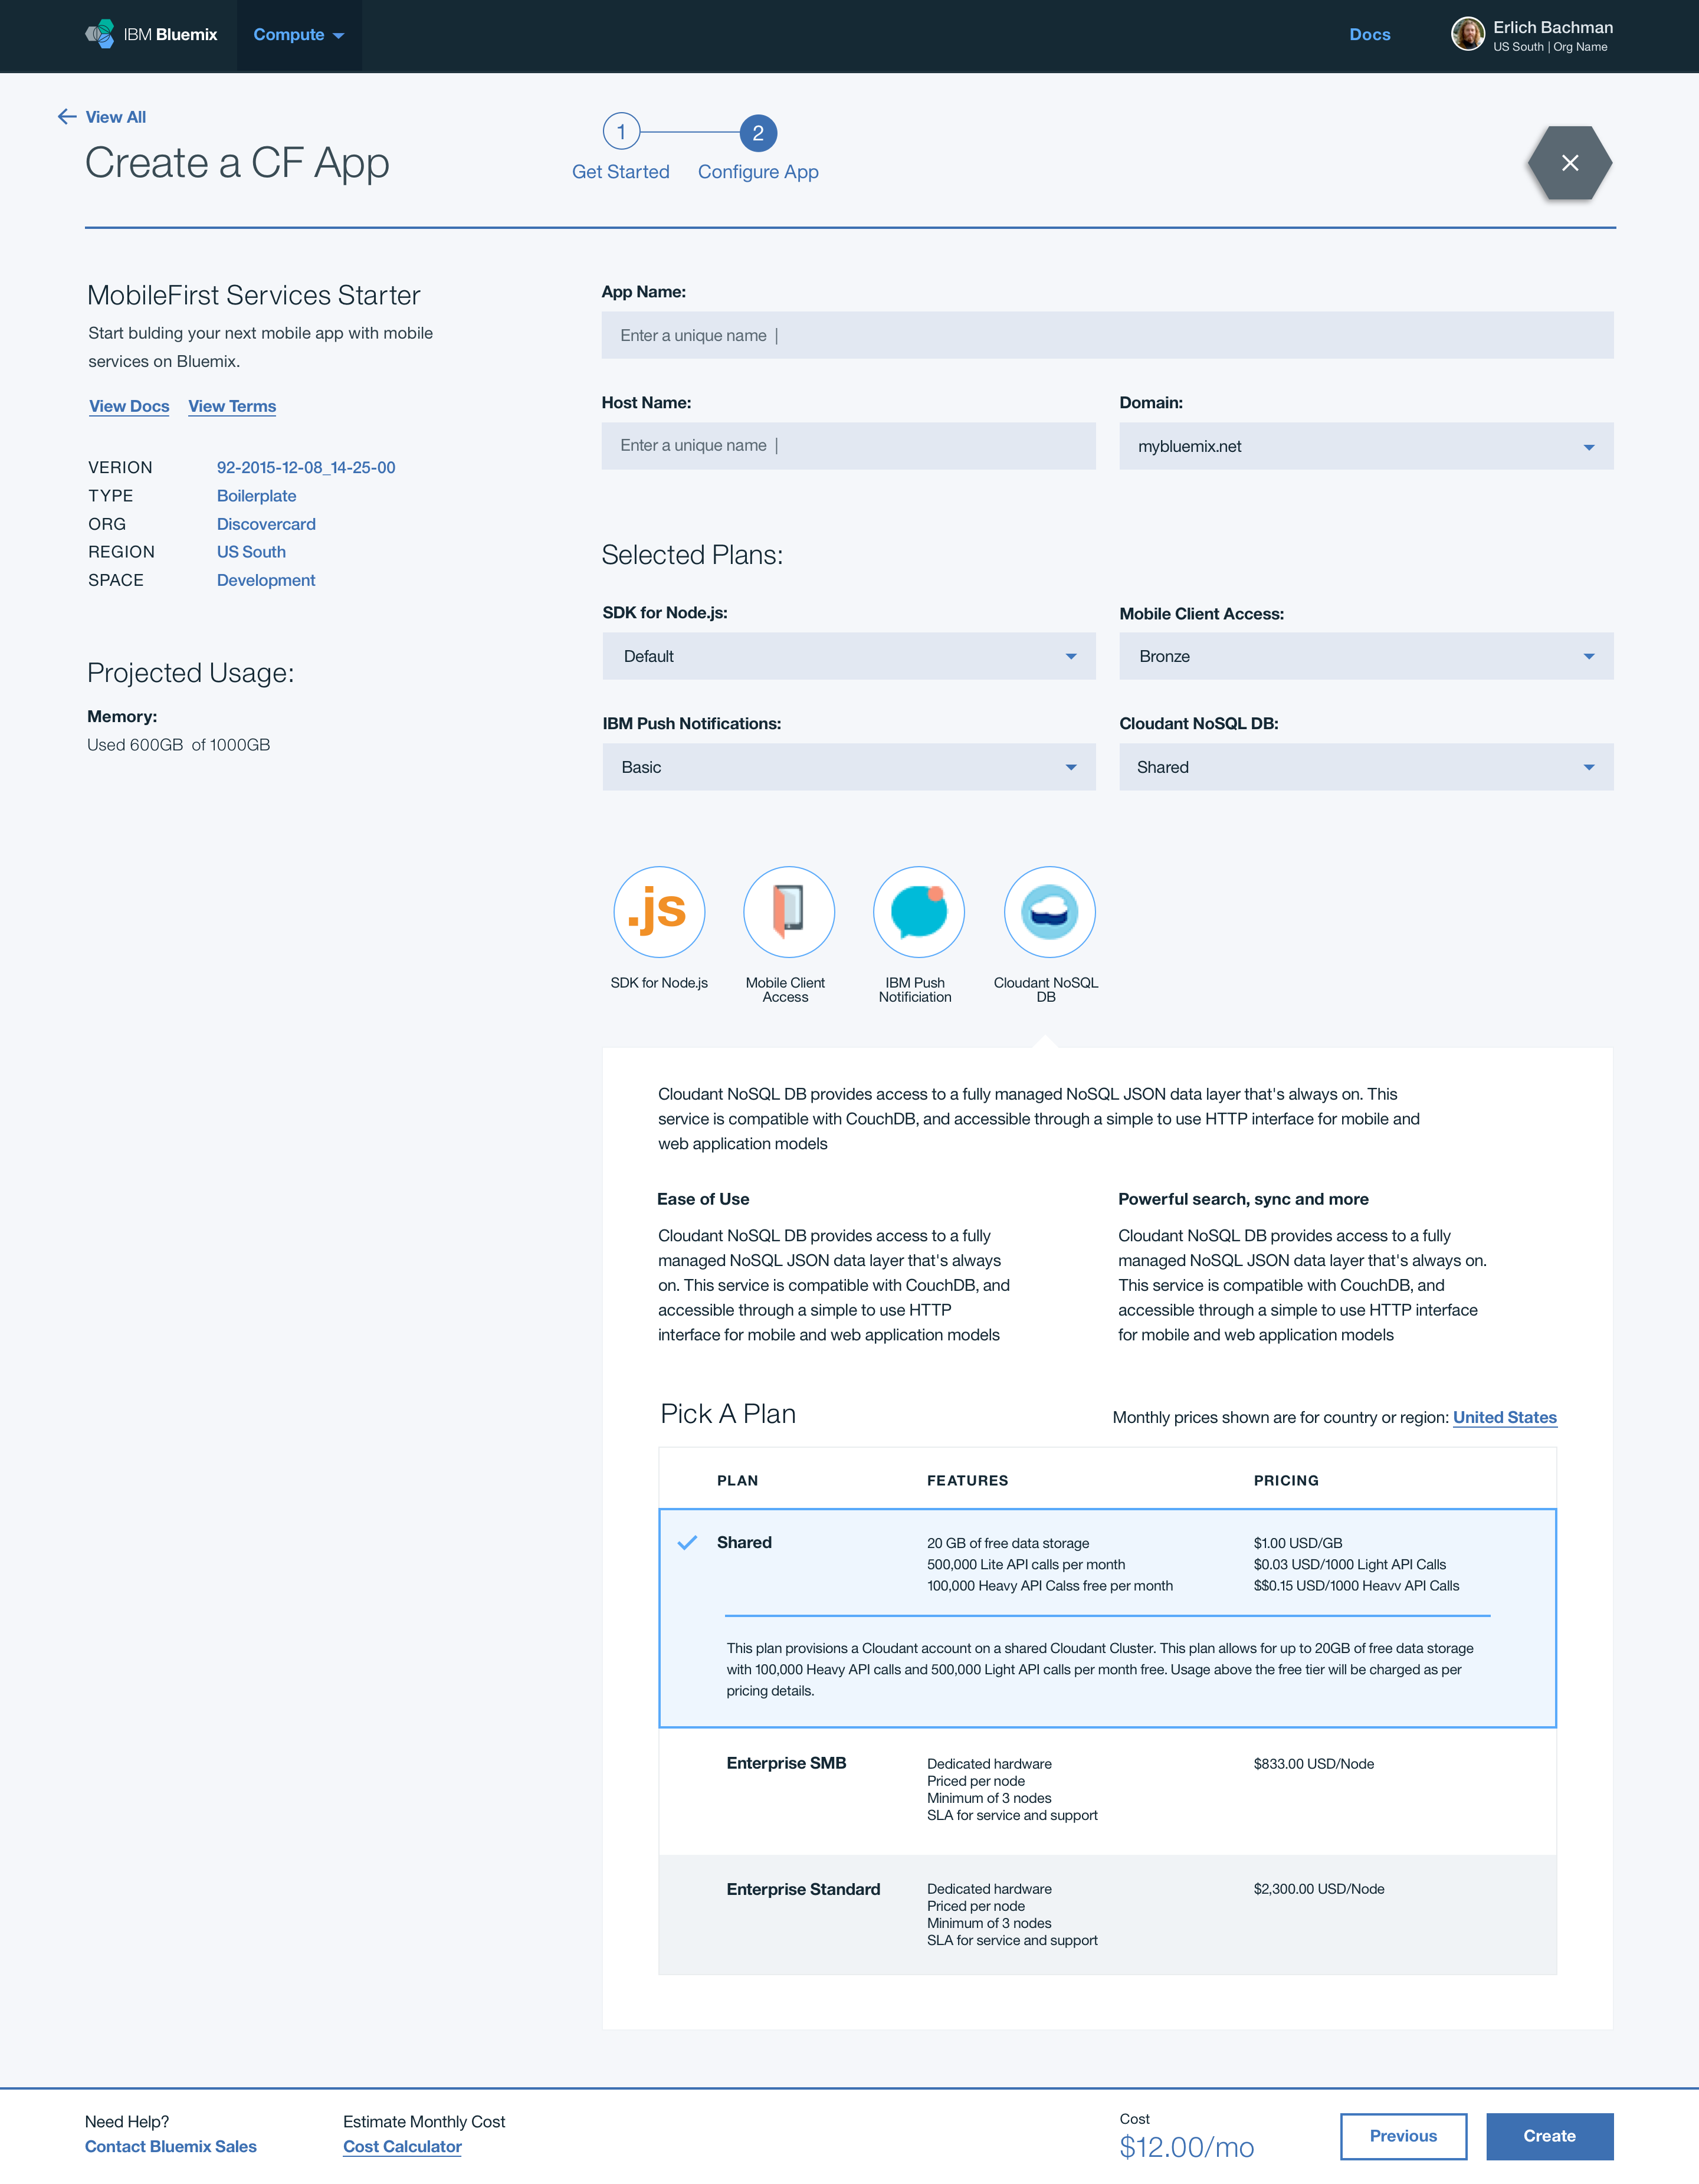 IBM Bluemix
Compute
Docs
Erlich Bachman
US South | Org Name
View All
Create a CF App
1
2
Get Started
Configure App
MobileFirst Services Starter
Start bulding your next mobile app with mobile
services on Bluemix.
View Docs
View Terms
VERION 92-2015-12-08_14-25-00
TYPE Boilerplate
ORG Discovercard
REGION US South
SPACE Development
Projected Usage:
Memory:
Used 600GB of 1000GB
App Name:
Enter a unique name |
Host Name:
Enter a unique name |
Domain:
mybluemix.net
Selected Plans:
SDK for Node.js:
Default
Mobile Client Access:
Bronze
IBM Push Notifications:
Basic
Cloudant NoSQL DB:
Shared
.js
SDK for Node.js
Mobile Client
Access
IBM Push
Notificiation
Cloudant NoSQL
DB
Cloudant NoSQL DB provides access to a fully managed NoSQL JSON data layer that's always on. This
service is compatible with CouchDB, and accessible through a simple to use HTTP interface for mobile and
web application models
Ease of Use
Cloudant NoSQL DB provides access to a fully
managed NoSQL JSON data layer that's always
on. This service is compatible with CouchDB, and
accessible through a simple to use HTTP
interface for mobile and web application models
Powerful search, sync and more
Cloudant NoSQL DB provides access to a fully
managed NoSQL JSON data layer that's always on.
This service is compatible with CouchDB, and
accessible through a simple to use HTTP interface
for mobile and web application models
Pick A Plan
Monthly prices shown are for country or region: United States
PLAN FEATURES PRICING
Shared
20 GB of free data storage
500,000 Lite API calls per month
100,000 Heavy API Calss free per month
$1.00 USD/GB
$0.03 USD/1000 Light API Calls
$$0.15 USD/1000 Heavv API Calls
This plan provisions a Cloudant account on a shared Cloudant Cluster. This plan allows for up to 20GB of free data storage
with 100,000 Heavy API calls and 500,000 Light API calls per month free. Usage above the free tier will be charged as per
pricing details.
Enterprise SMB
Dedicated hardware
Priced per node
Minimum of 3 nodes
SLA for service and support
$833.00 USD/Node
Enterprise Standard
Dedicated hardware
Priced per node
Minimum of 3 nodes
SLA for service and support
$2,300.00 USD/Node
Need Help?
Contact Bluemix Sales
Estimate Monthly Cost
Cost Calculator
Cost
$12.00/mo
Previous
Create